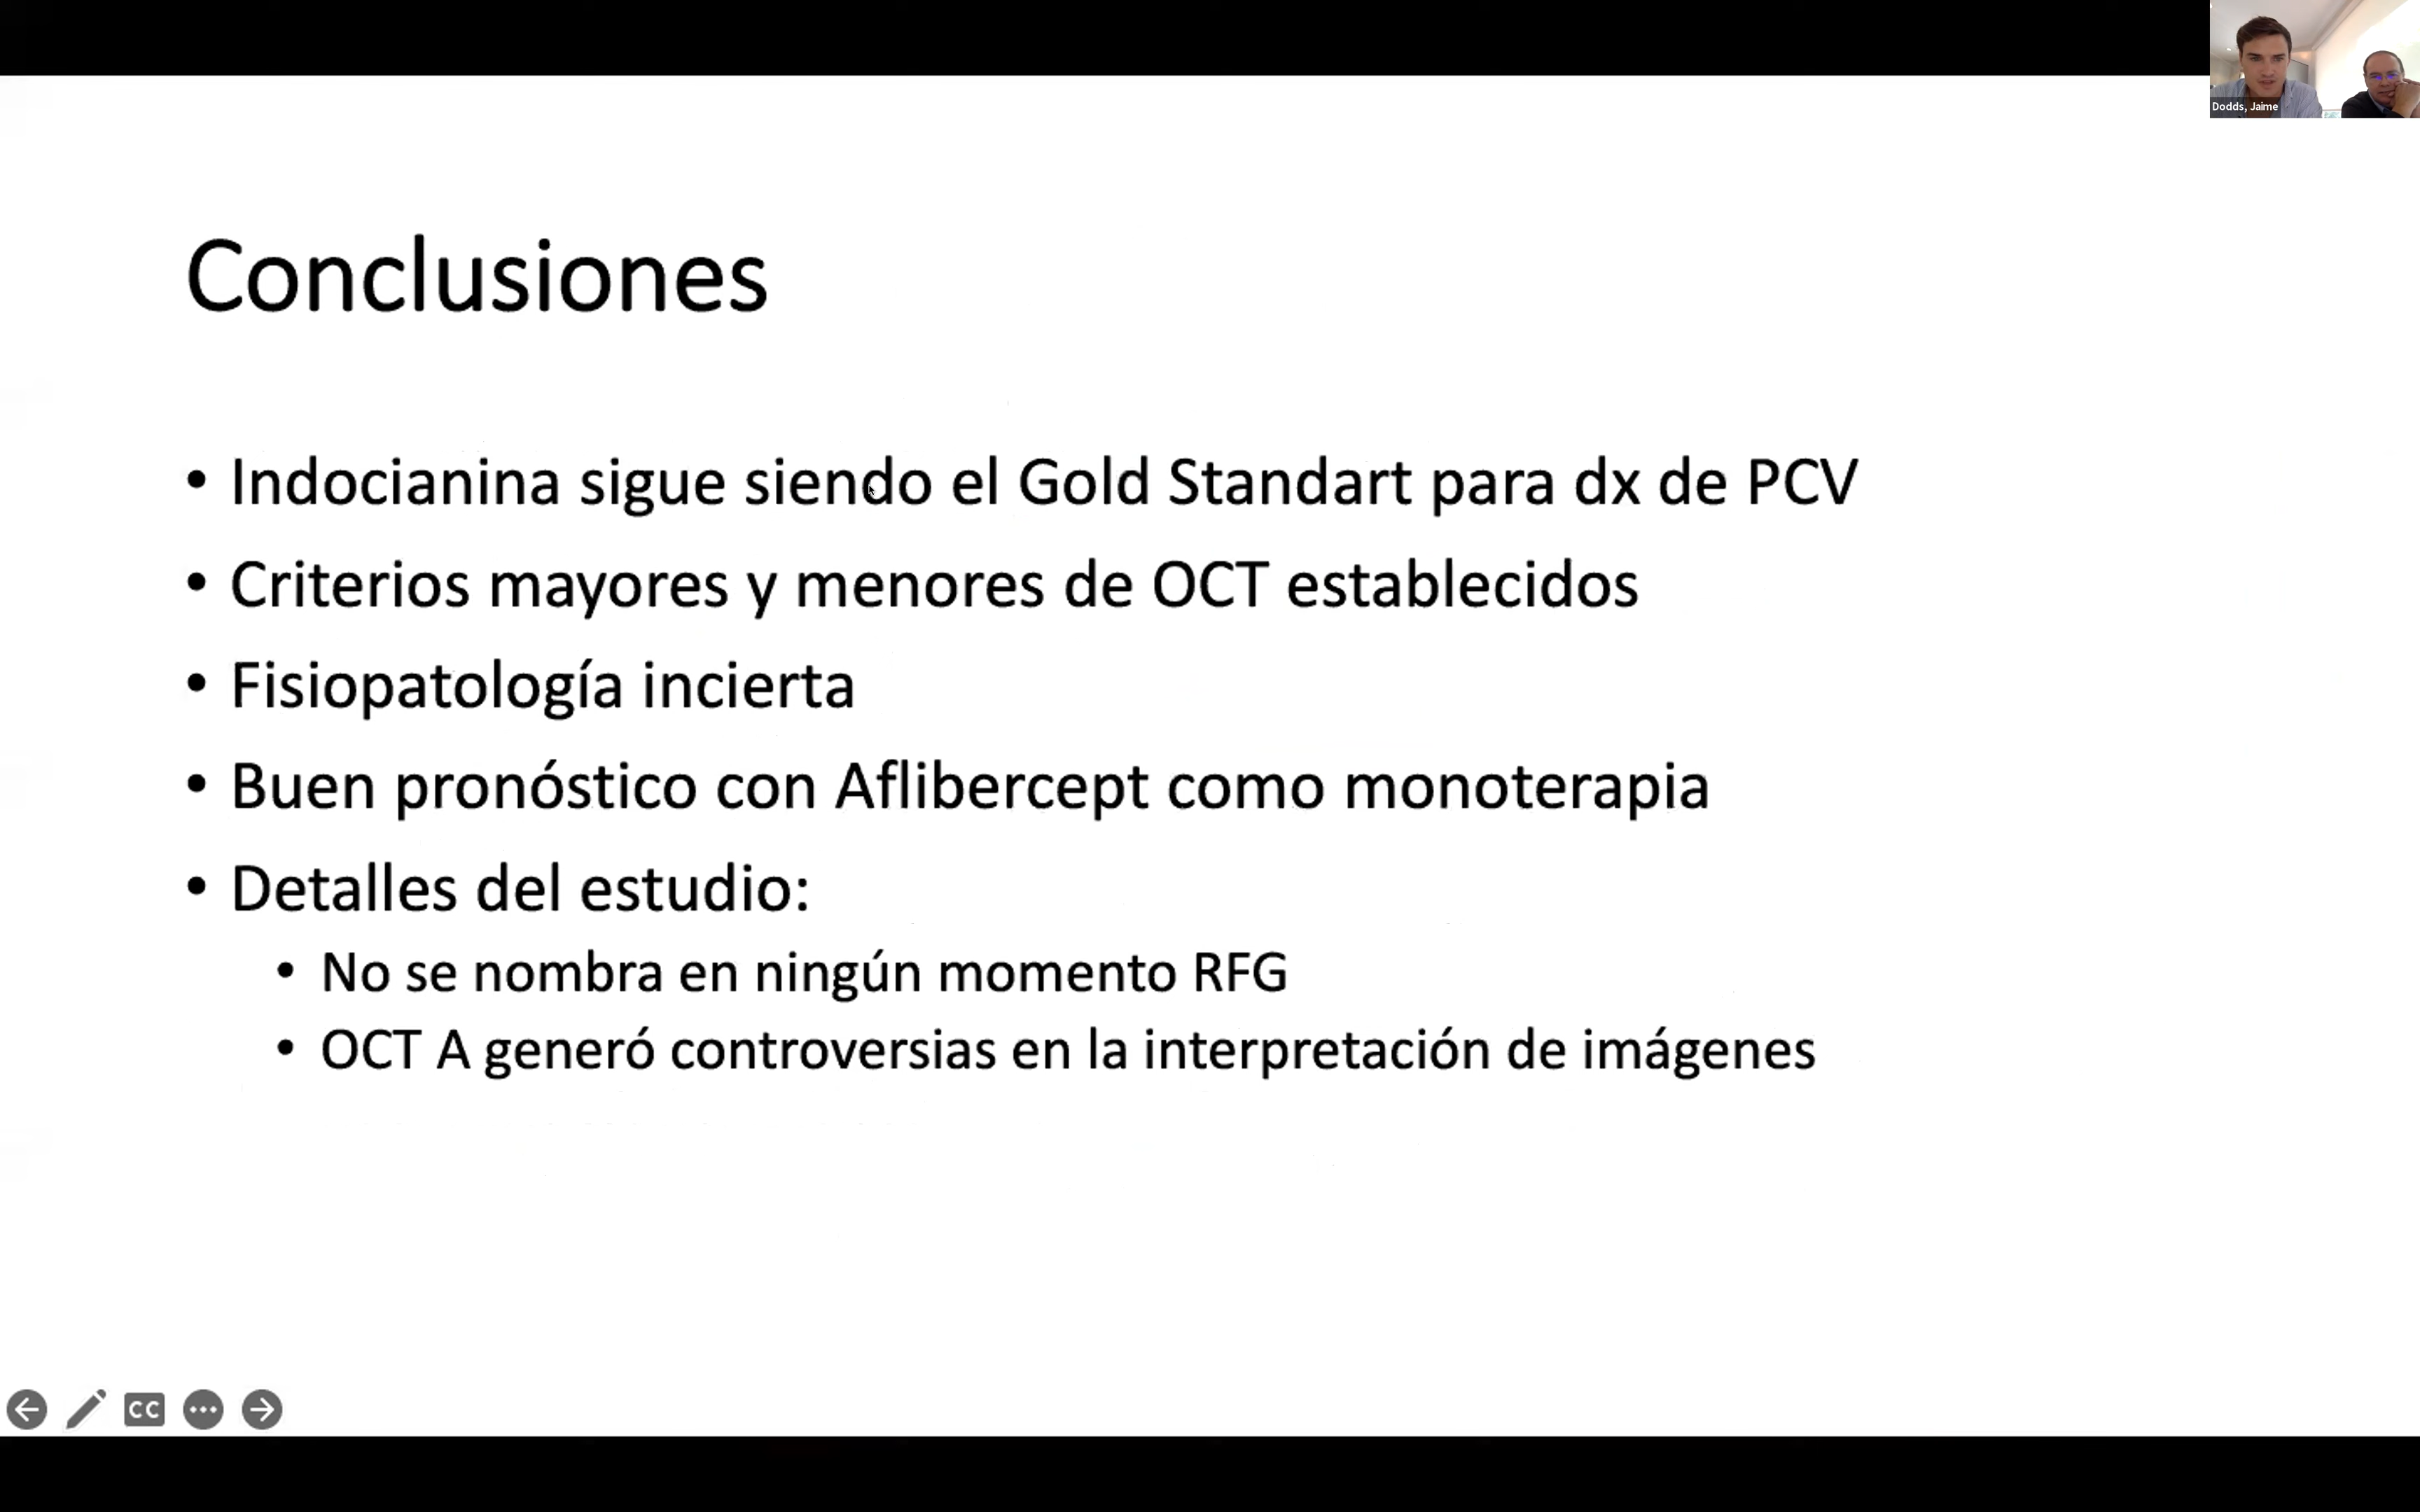 Dodds, Jaime
Conclusiones
• Indocianina sigue siendo el Gold Standart para dx de PCV
• Criterios mayores y menores de OCT establecidos
• Fisiopatología incierta
• Buen pronóstico con Aflibercept como monoterapia
• Detalles del estudio:
• No se nombra en ningún momento RFG
• OCT A generó controversias en la interpretación de imágenes
CC